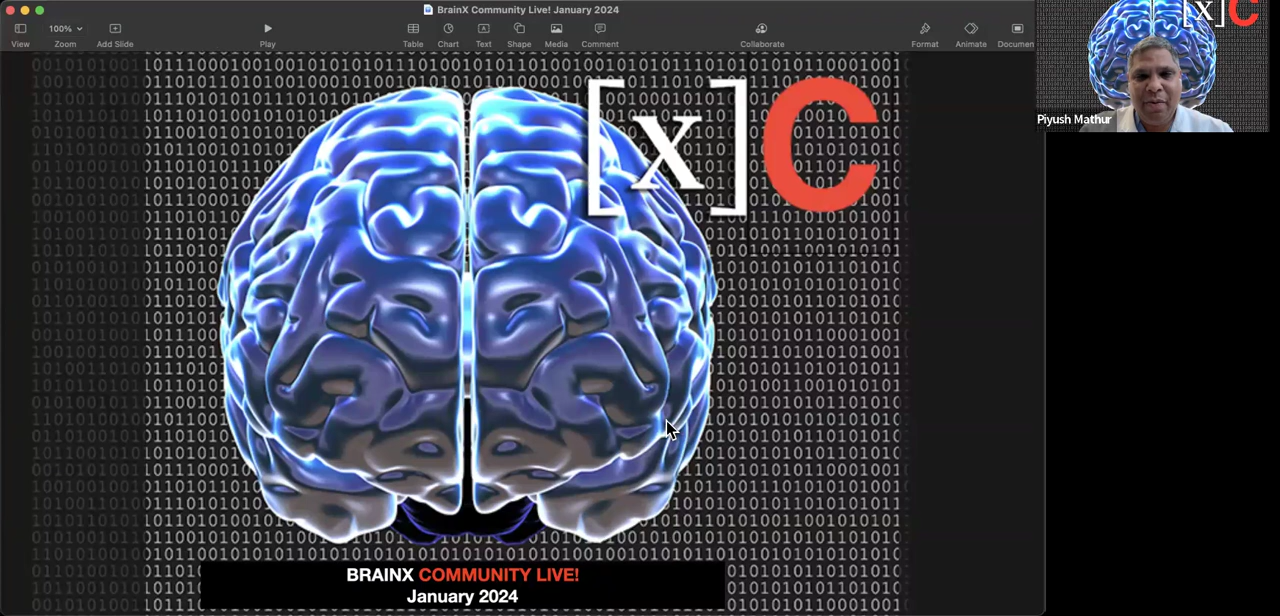 BrainX Community Live! January 2024
100%
View
Zoom
Add Slide
Play
Table
Chart
Text
Shape
Media
Comment
Collaborate
Format
Animate
Documen
[x]C
[x]C
Piyush Mathur
BRAINX COMMUNITY LIVE!
January 2024